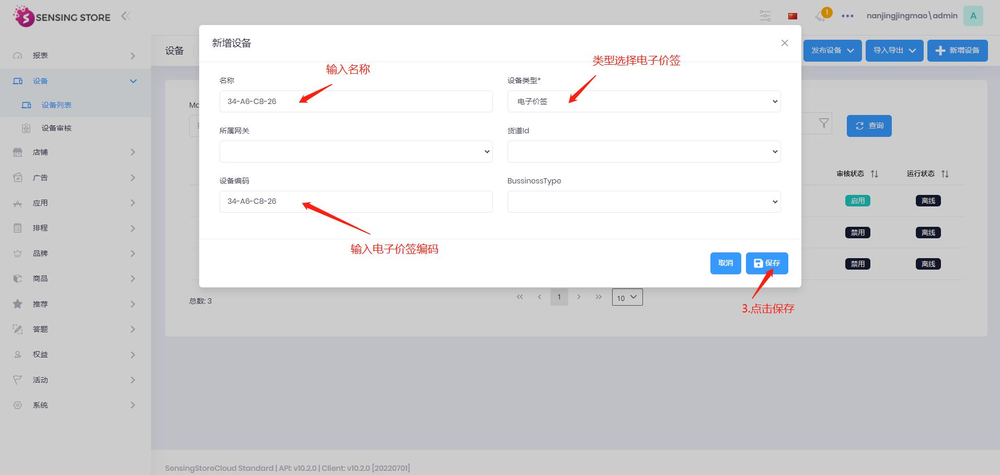 SENSING STORE
1
nanjingjingmao\admin
A
报表
设备
设备列表
设备审核
店铺
广告
应用
排程
品牌
商品
推荐
答题
权益
活动
系统
设备
发布设备
导入导出
新增设备
新增设备
输入名称
类型选择电子价签
名称
设备类型*
34-A6-C8-26
电子价签
所属网关
货道Id
设备编码
BussinessType
34-A6-C8-26
输入电子价签编码
取消
保存
3.点击保存
查询
审核状态
运行状态
启用
离线
禁用
离线
禁用
离线
总数: 3
1
10
SensingStoreCloud Standard | API: v10.2.0 | Client: v10.2.0 [20220701]